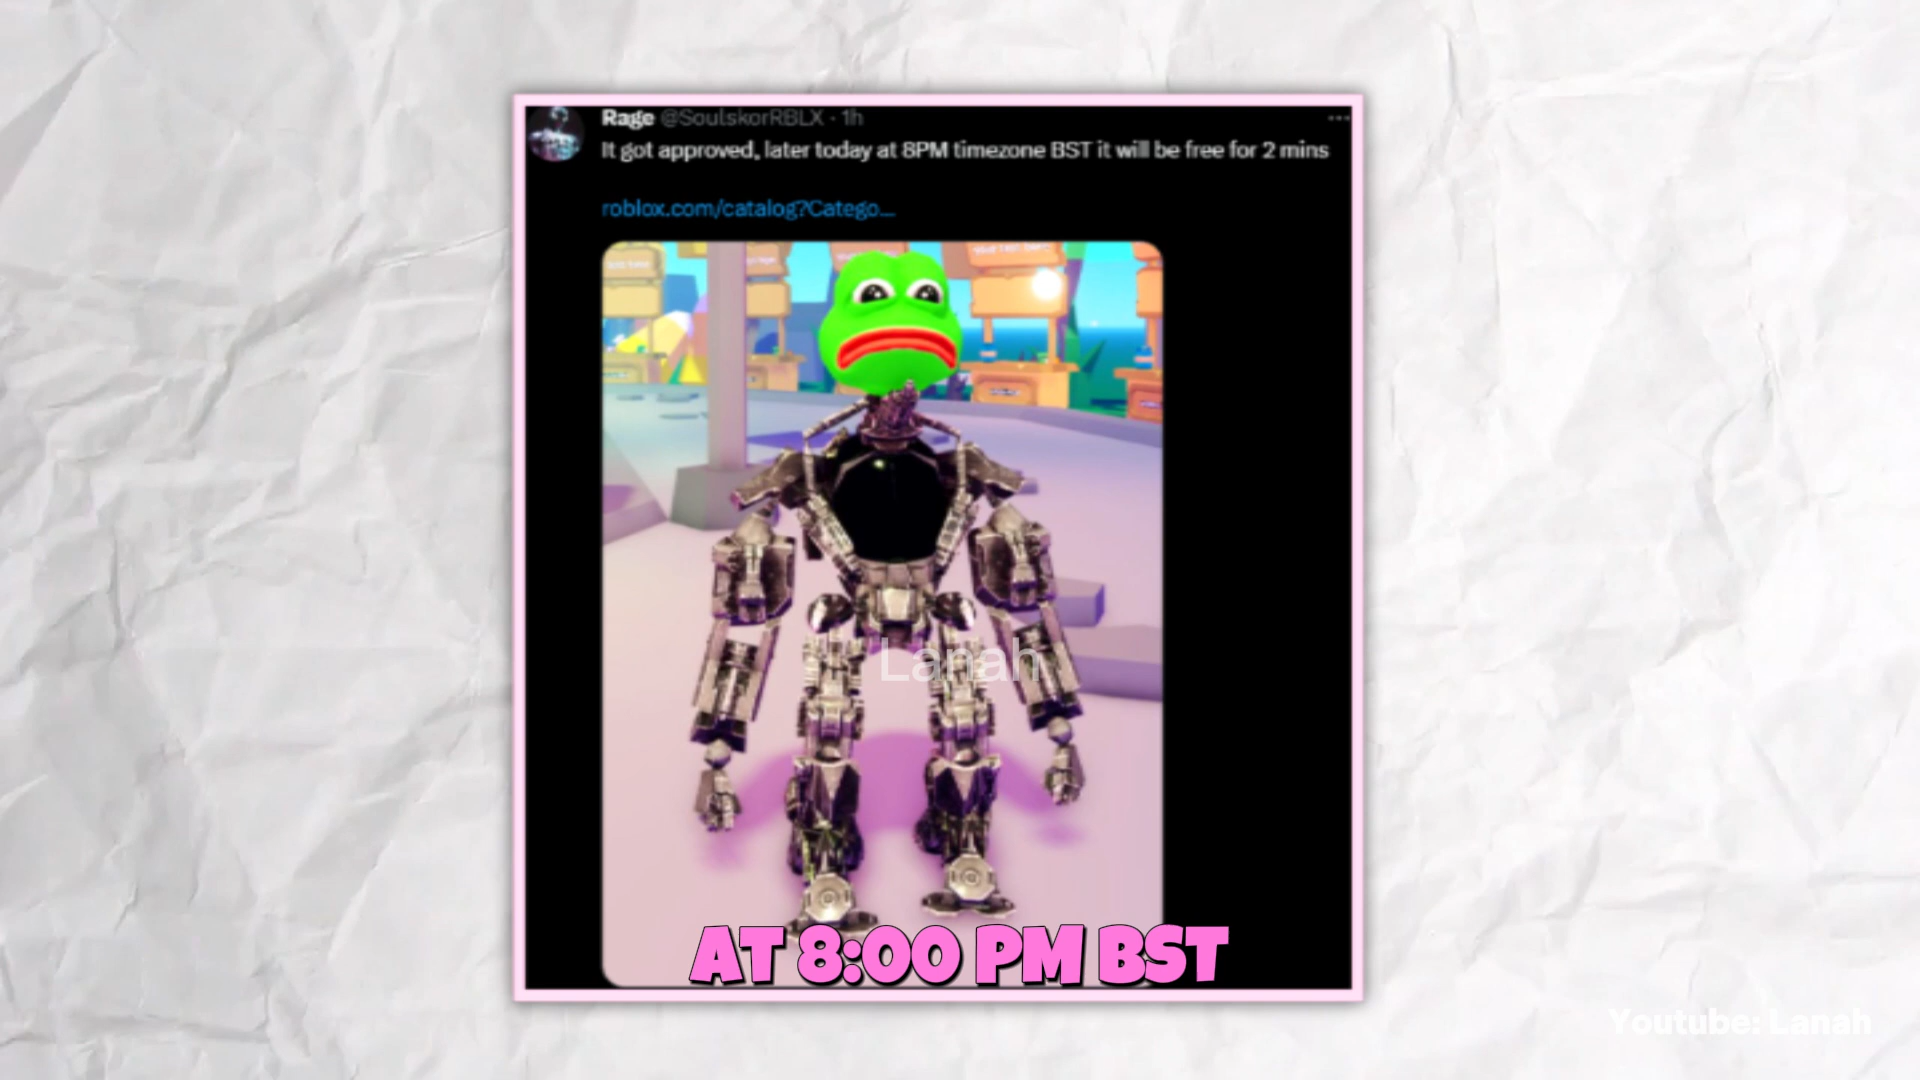 Rage @SoulskorRBLX · 1h
It got approved, later today at 8PM timezone BST it will be free for 2 mins
roblox.com/catalog?Catego...
Lanah
AT 8:00 PM BST
Youtube: Lanah